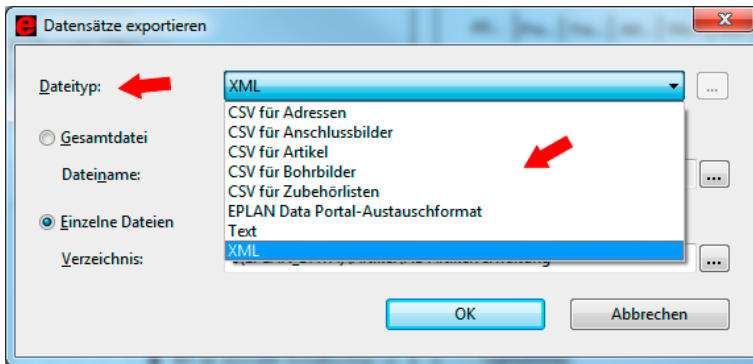 Datensätze exportieren
Dateityp:
XML
...
CSV für Adressen
CSV für Anschlussbilder
Gesamtdatei
CSV für Artikel
CSV für Bohrbilder
Dateiname:
...
CSV für Zubehörlisten
EPLAN Data Portal-Austauschformat
Einzelne Dateien
Text
XML
Verzeichnis:
...
OK
Abbrechen